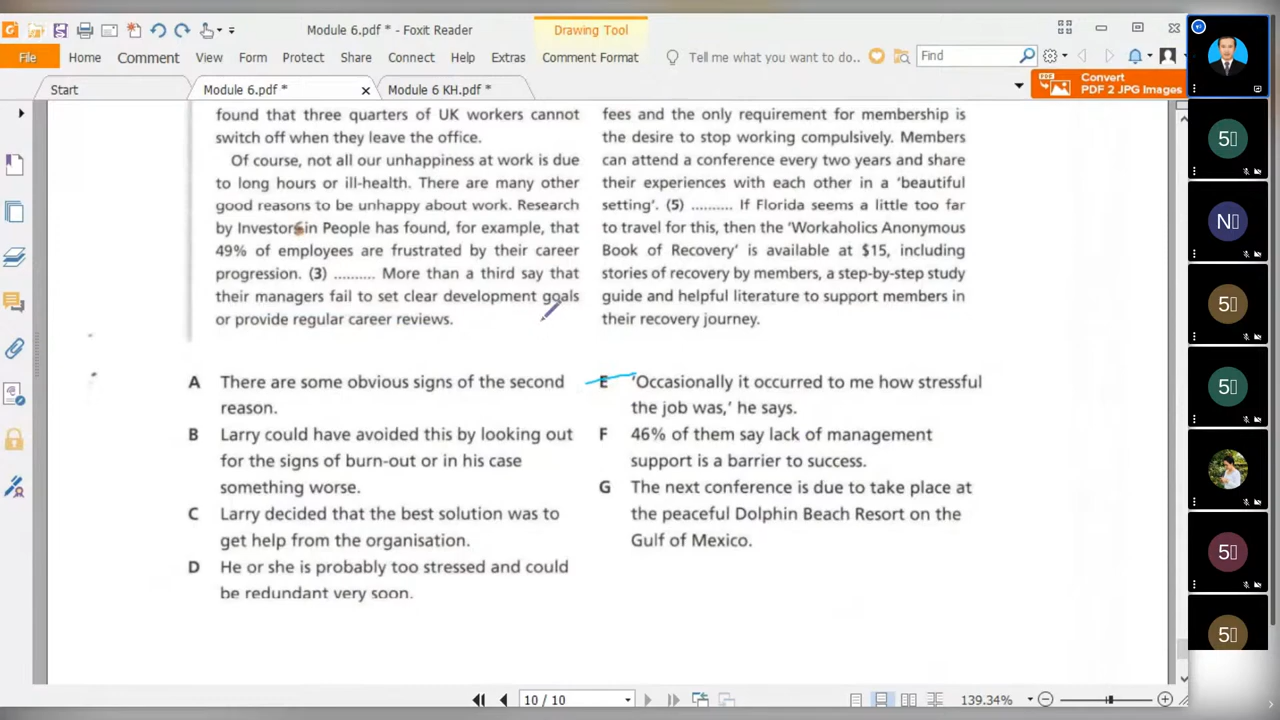 Module 6.pdf * - Foxit Reader
Drawing Tool
File
Home
Comment
View
Form
Protect
Share
Connect
Help
Extras
Comment Format
Tell me what you want to do..
Find
Start
Module 6.pdf *
Module 6 KH.pdf *
Convert
PDF 2 JPG Images
found that three quarters of UK workers cannot
switch off when they leave the office.
Of course, not all our unhappiness at work is due
to long hours or ill-health. There are many other
good reasons to be unhappy about work. Research
by Investors in People has found, for example, that
49% of employees are frustrated by their career
progression. (3) .......... More than a third say that
their managers fail to set clear development goals
or provide regular career reviews.
fees and the only requirement for membership is
the desire to stop working compulsively. Members
can attend a conference every two years and share
their experiences with each other in a ‘beautiful
setting’. (5) .......... If Florida seems a little too far
to travel for this, then the ‘Workaholics Anonymous
Book of Recovery’ is available at $15, including
stories of recovery by members, a step-by-step study
guide and helpful literature to support members in
their recovery journey.
A There are some obvious signs of the second
reason.
B Larry could have avoided this by looking out
for the signs of burn-out or in his case
something worse.
C Larry decided that the best solution was to
get help from the organisation.
D He or she is probably too stressed and could
be redundant very soon.
E ‘Occasionally it occurred to me how stressful
the job was,’ he says.
F 46% of them say lack of management
support is a barrier to success.
G The next conference is due to take place at
the peaceful Dolphin Beach Resort on the
Gulf of Mexico.
10 / 10
139.34%
5
N
5
5
5
5